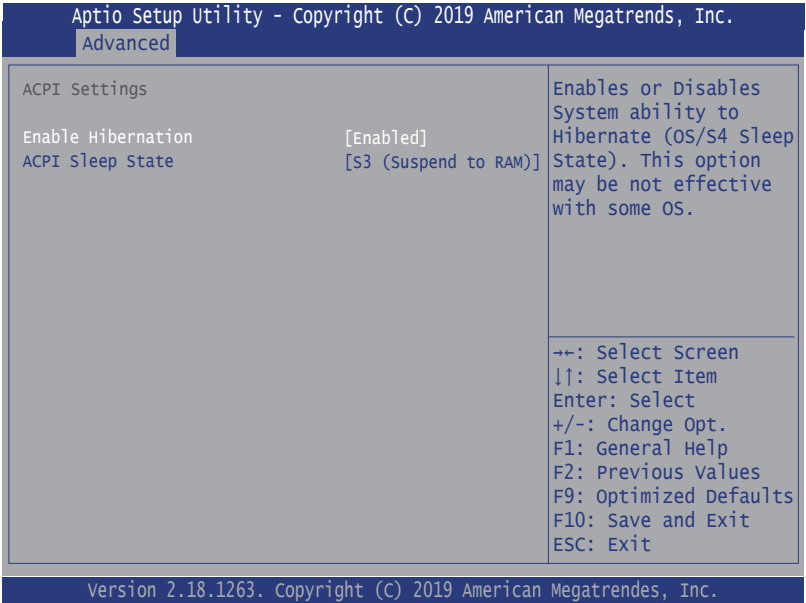 Aptio Setup Utility - Copyright (C) 2019 American Megatrends, Inc.
Advanced
ACPI Settings
Enable Hibernation [Enabled]
ACPI Sleep State [S3 (Suspend to RAM)]
Enables or Disables
System ability to
Hibernate (OS/S4 Sleep
State). This option
may be not effective
with some OS.
→←: Select Screen
↓↑: Select Item
Enter: Select
+/-: Change Opt.
F1: General Help
F2: Previous Values
F9: Optimized Defaults
F10: Save and Exit
ESC: Exit
Version 2.18.1263. Copyright (C) 2019 American Megatrendes, Inc.